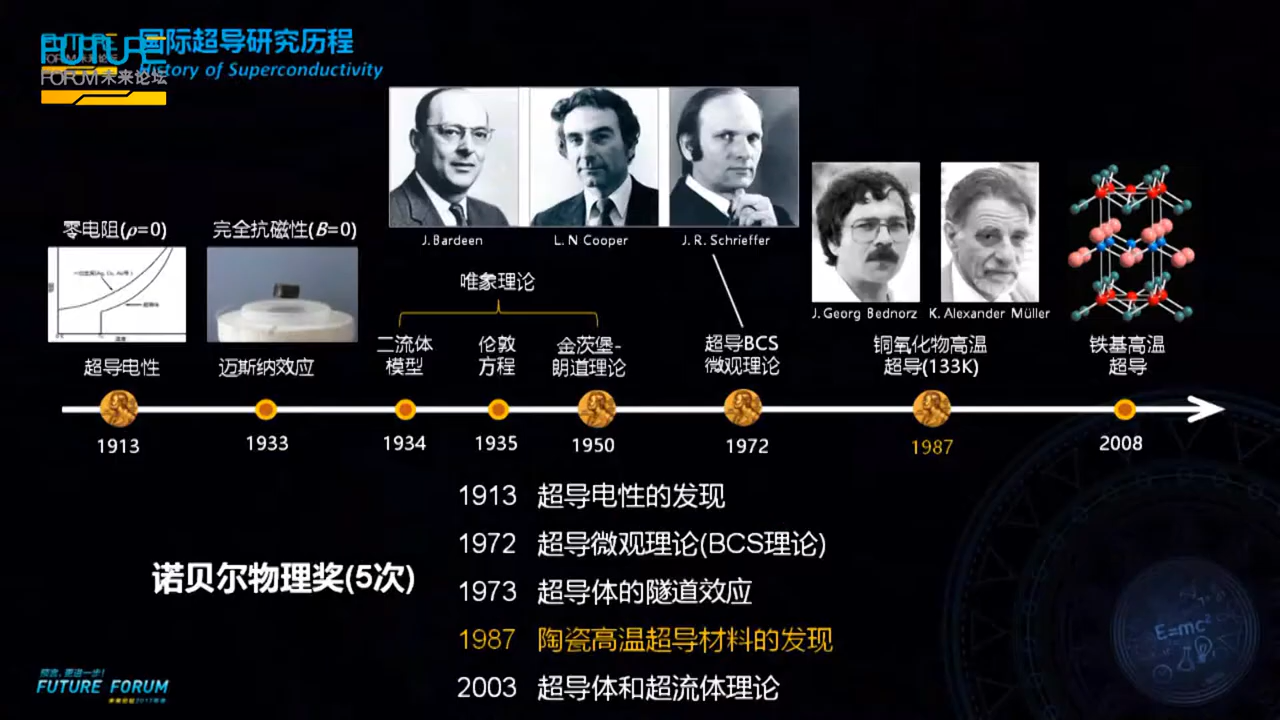 国际超导研究历程
History of Superconductivity
FUTURE
FORUM未来论坛
J. Bardeen
L. N Cooper
J. R. Schrieffer
J. Georg Bednorz
K. Alexander Müller
零电阻(ρ=0)
完全抗磁性(B=0)
唯象理论
超导电性
迈斯纳效应
二流体
模型
伦敦
方程
金茨堡-
朗道理论
超导BCS
微观理论
铜氧化物高温
超导(133K)
铁基高温
超导
1913
1933
1934
1935
1950
1972
1987
2008
诺贝尔物理奖(5次)
1913 超导电性的发现
1972 超导微观理论(BCS理论)
1973 超导体的隧道效应
1987 陶瓷高温超导材料的发现
2003 超导体和超流体理论
E=mc²
FUTURE FORUM